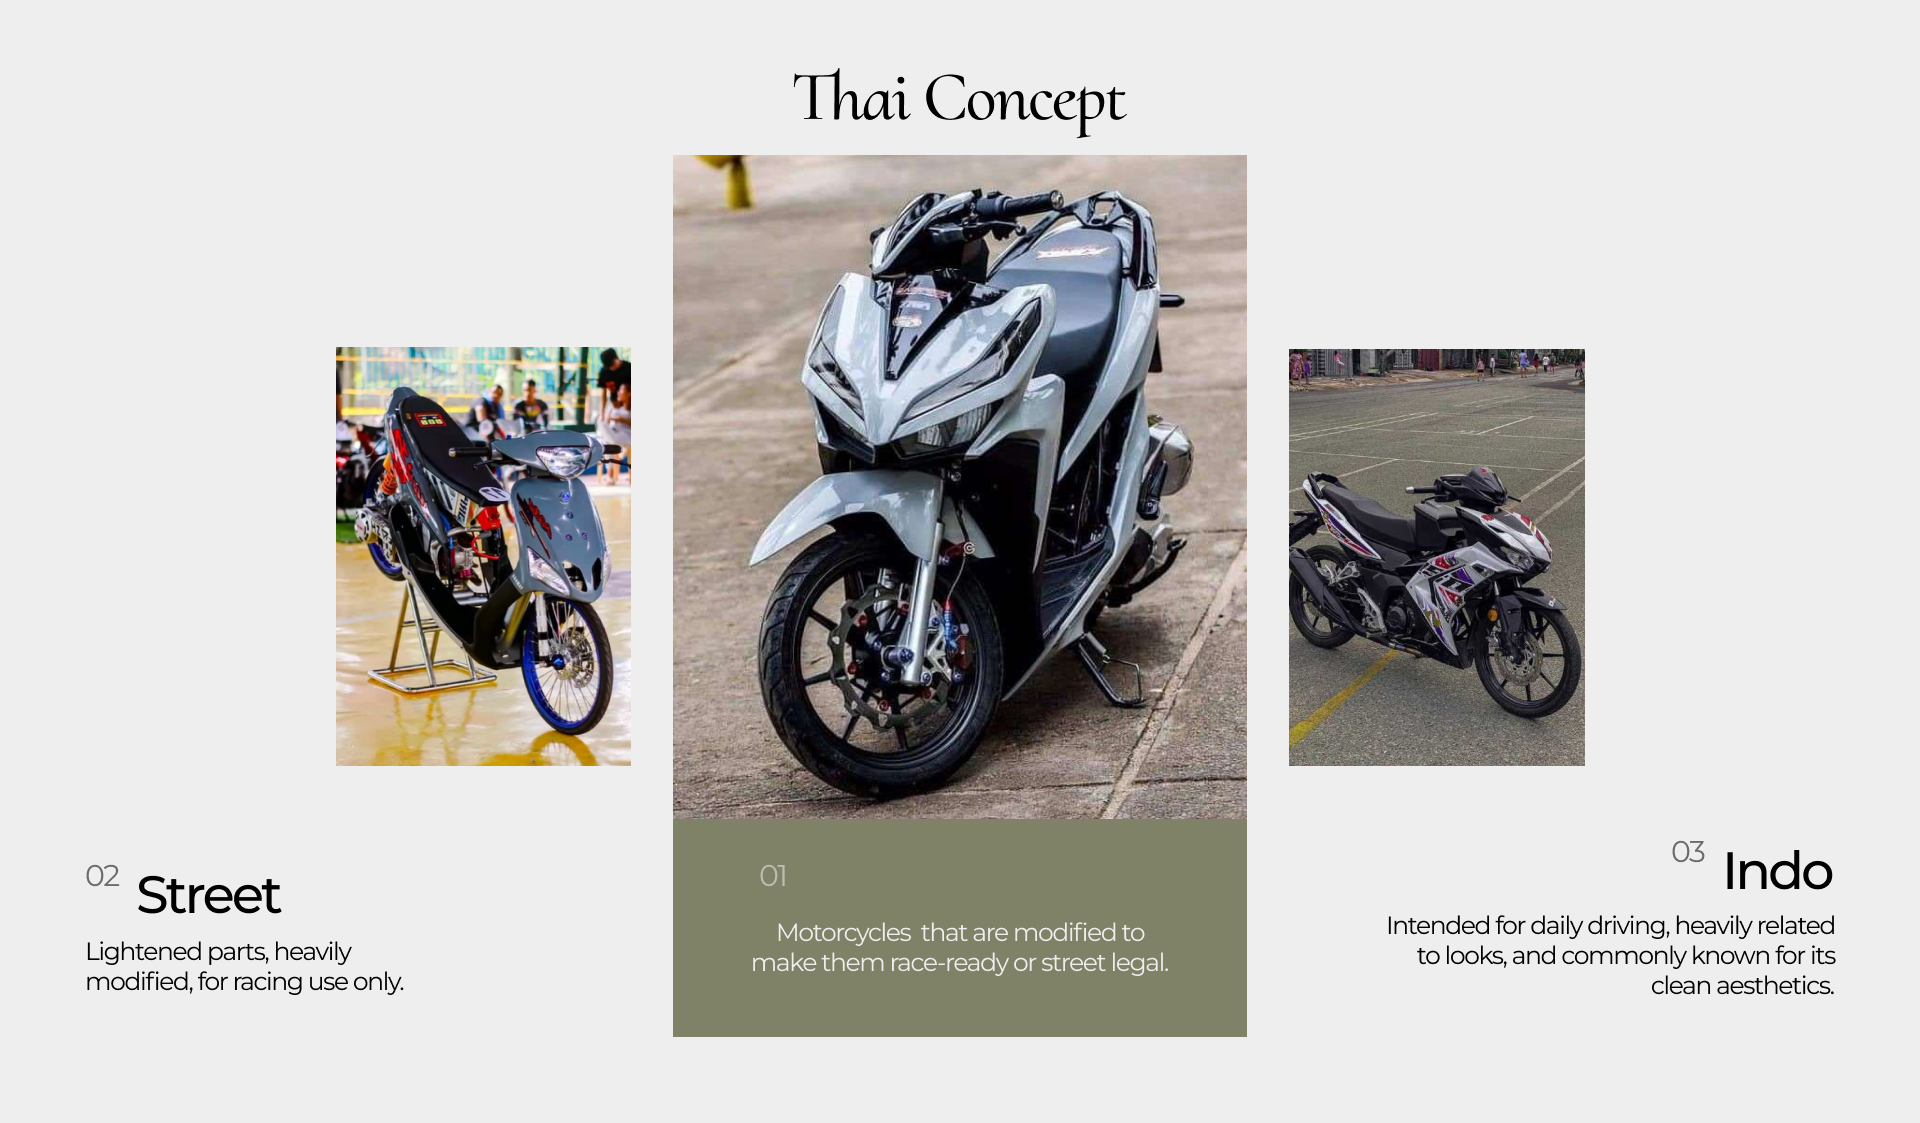 Thai Concept
02
Street
Lightened parts, heavily
modified, for racing use only.
01
Motorcycles  that are modified to
make them race-ready or street legal.
03
Indo
Intended for daily driving, heavily related
to looks, and commonly known for its
clean aesthetics.